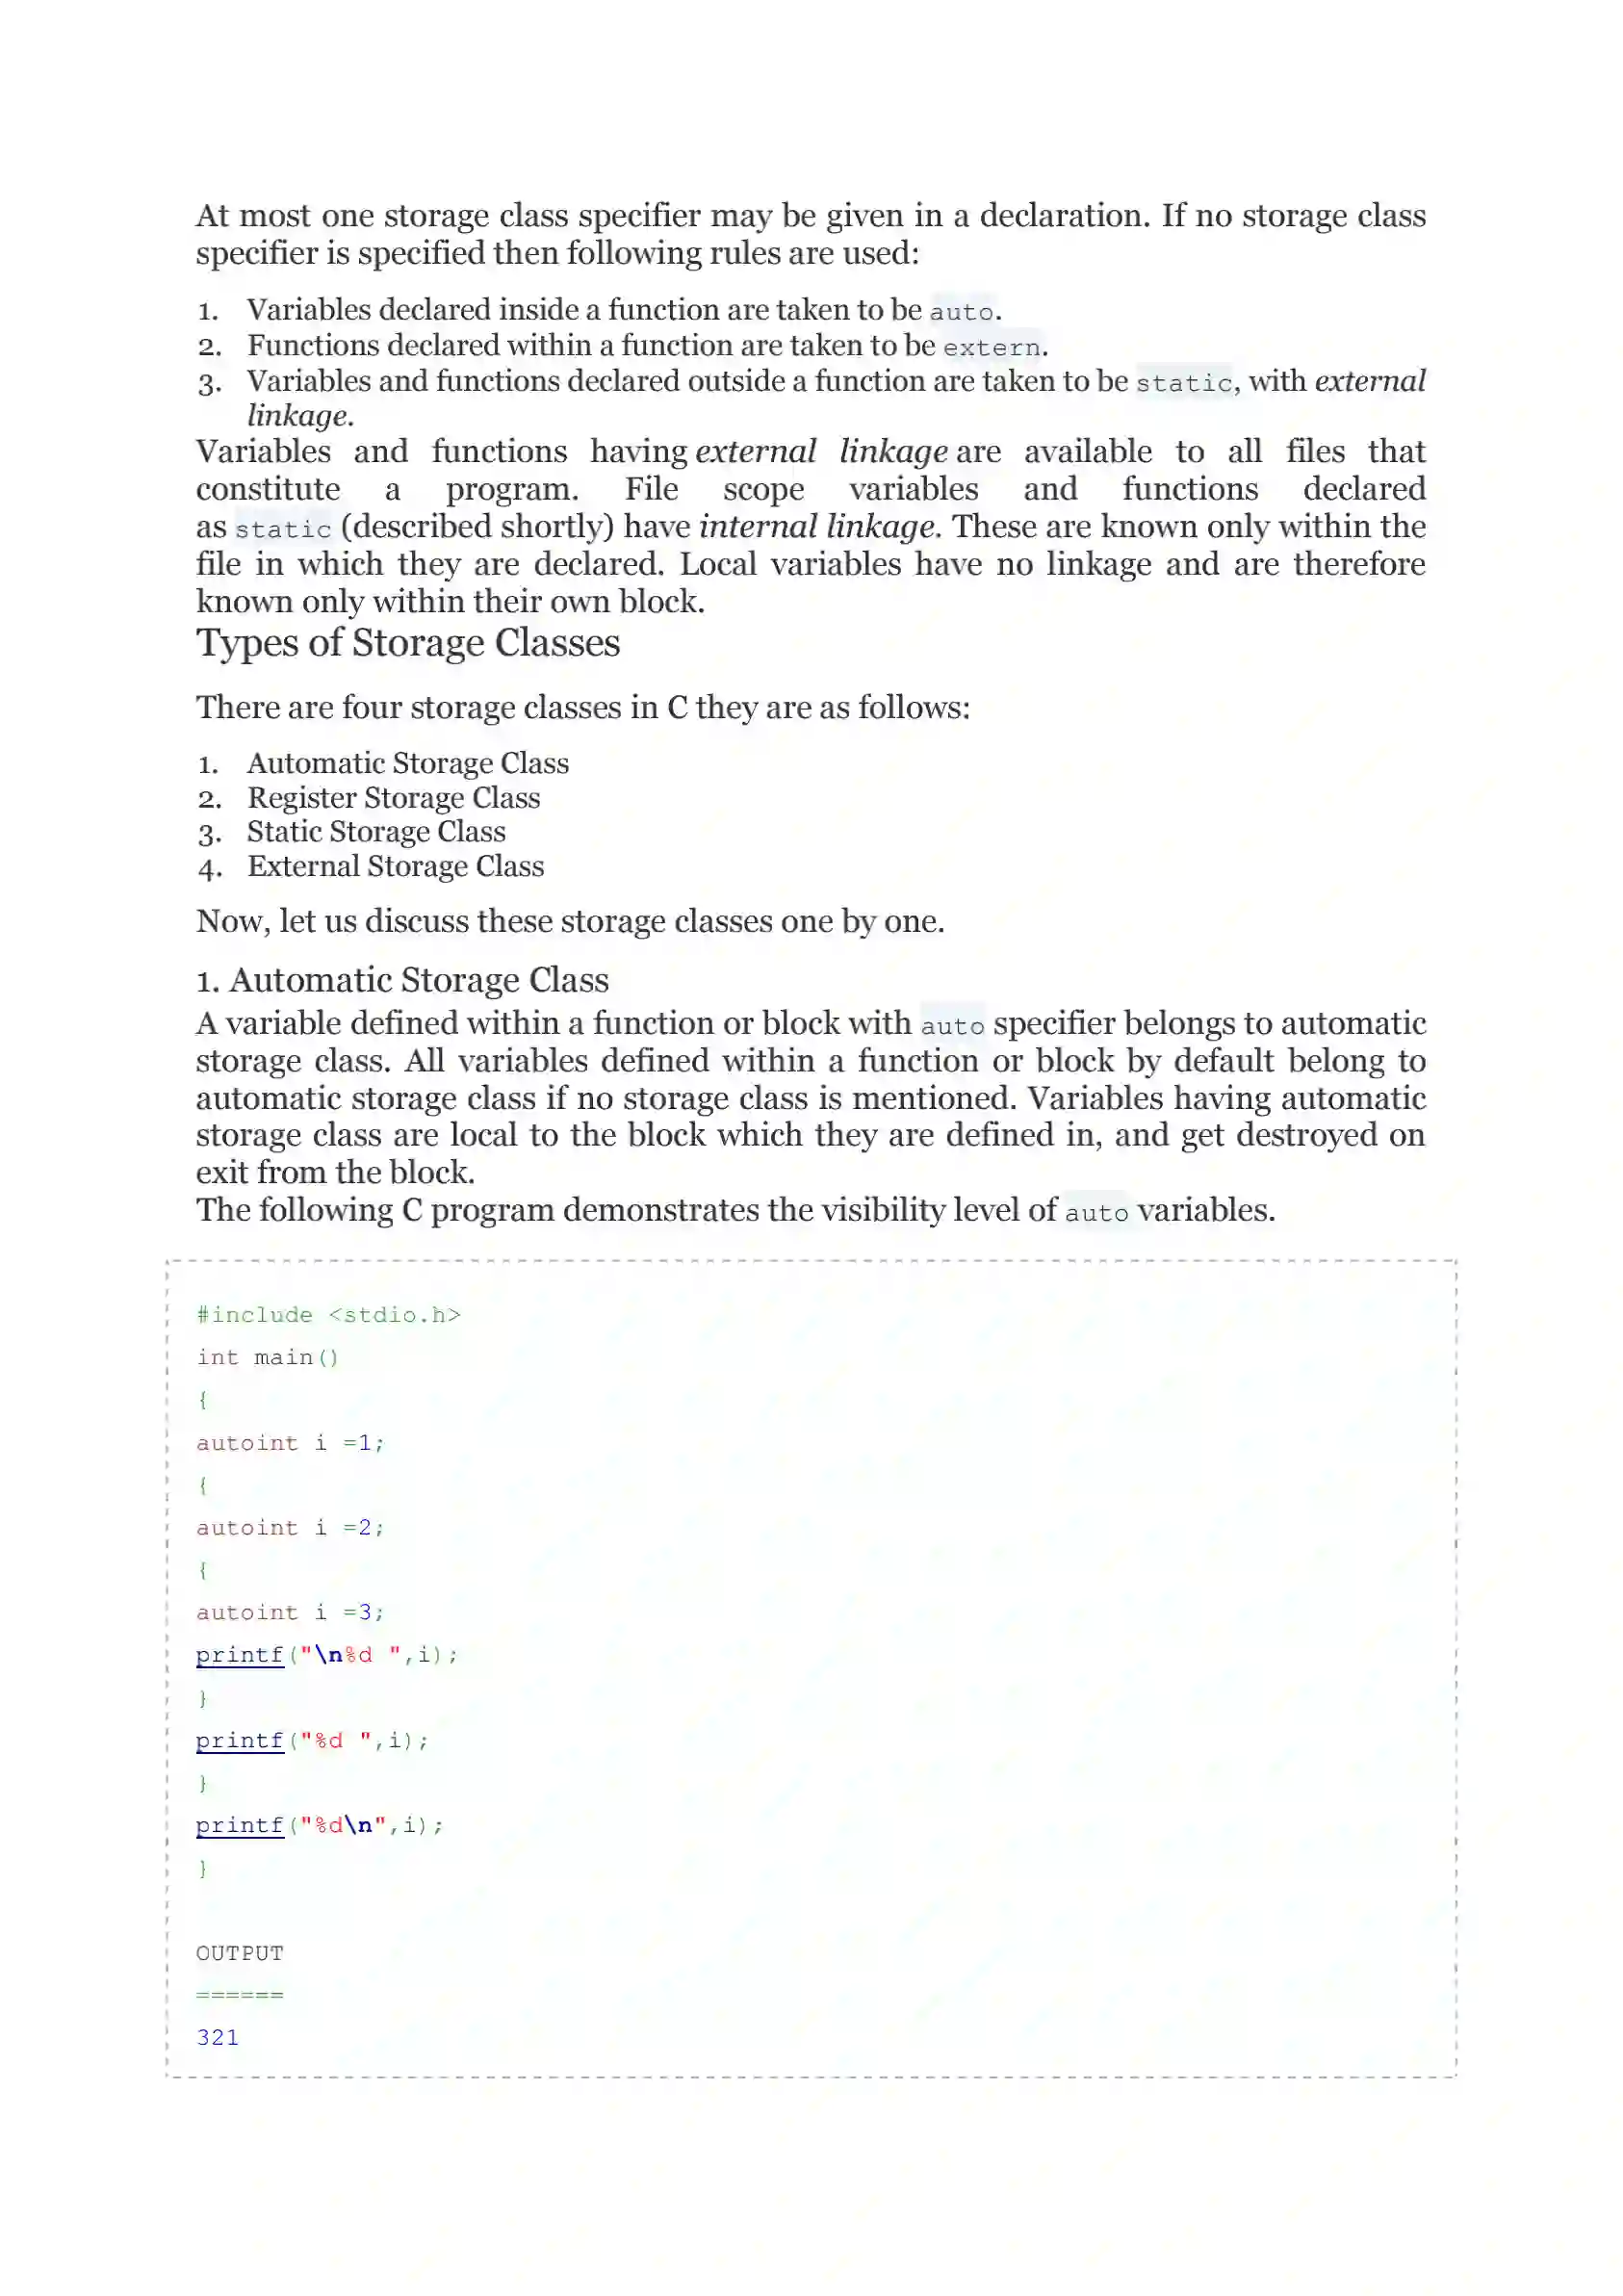 At most one storage class specifier may be given in a declaration. If no storage class
specifier is specified then following rules are used:
1. Variables declared inside a function are taken to be auto.
2. Functions declared within a function are taken to be extern.
3. Variables and functions declared outside a function are taken to be static, with external
linkage.
Variables and functions having external linkage are available to all files that
constitute a program. File scope variables and functions declared
as static (described shortly) have internal linkage. These are known only within the
file in which they are declared. Local variables have no linkage and are therefore
known only within their own block.
Types of Storage Classes
There are four storage classes in C they are as follows:
1. Automatic Storage Class
2. Register Storage Class
3. Static Storage Class
4. External Storage Class
Now, let us discuss these storage classes one by one.
1. Automatic Storage Class
A variable defined within a function or block with auto specifier belongs to automatic
storage class. All variables defined within a function or block by default belong to
automatic storage class if no storage class is mentioned. Variables having automatic
storage class are local to the block which they are defined in, and get destroyed on
exit from the block.
The following C program demonstrates the visibility level of auto variables.
#include <stdio.h>
int main()
{
autoint i =1;
{
autoint i =2;
{
autoint i =3;
printf("\n%d ",i);
}
printf("%d ",i);
}
printf("%d\n",i);
}
OUTPUT
======
321